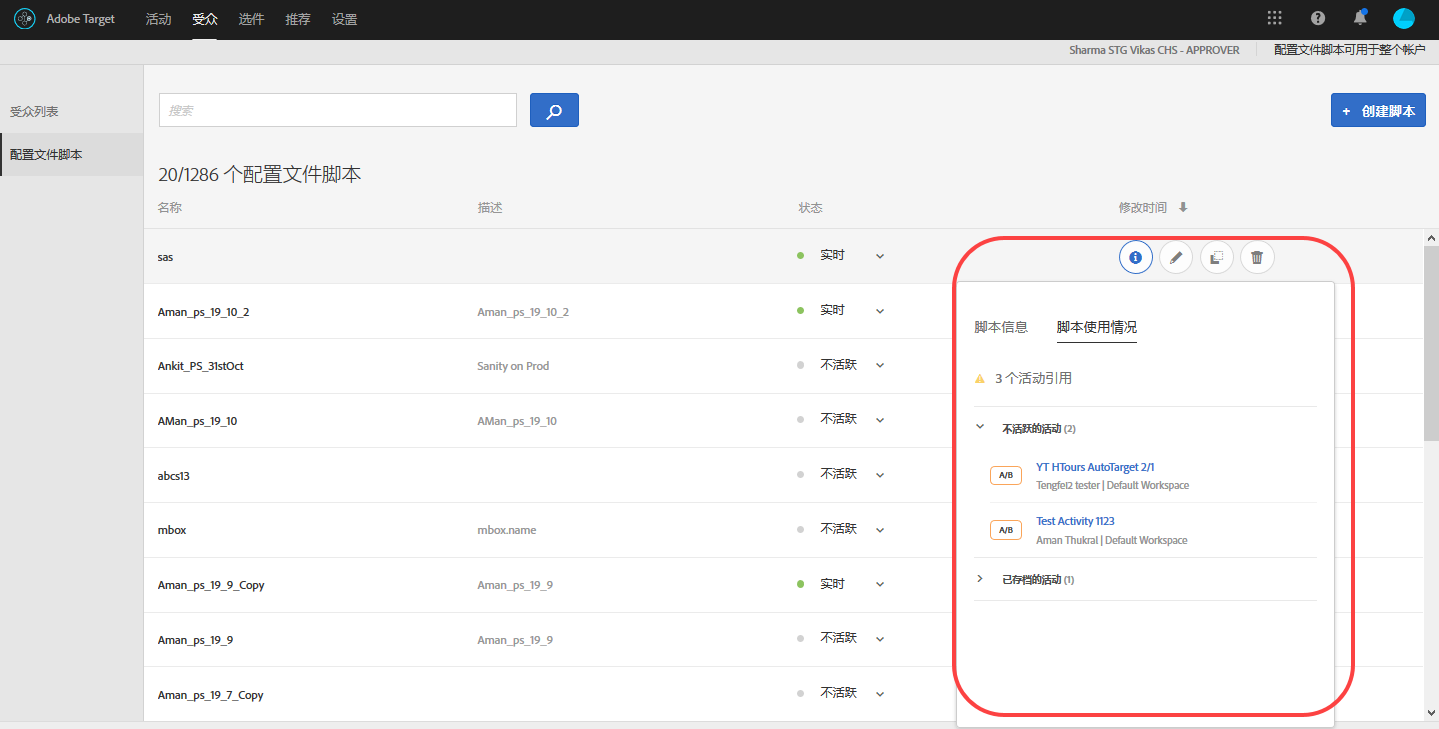 Adobe Target 活动 受众 选件 推荐 设置
Sharma STG Vikas CHS - APPROVER 配置文件脚本可用于整个帐户
受众列表
配置文件脚本
搜索
+ 创建脚本
20/1286 个配置文件脚本
名称 描述 状态 修改时间
sas 实时
Aman_ps_19_10_2 Aman_ps_19_10_2 实时
Ankit_PS_31stOct Sanity on Prod 不活跃
AMan_ps_19_10 AMan_ps_19_10 不活跃
abcs13 不活跃
mbox mbox.name 不活跃
Aman_ps_19_9_Copy Aman_ps_19_9 实时
Aman_ps_19_9 Aman_ps_19_9 不活跃
Aman_ps_19_7_Copy 不活跃
脚本信息 脚本使用情况
3 个活动引用
不活跃的活动 (2)
A/B YT HTours AutoTarget 2/1
Tengfei2 tester | Default Workspace
A/B Test Activity 1123
Aman Thukral | Default Workspace
已存档的活动 (1)